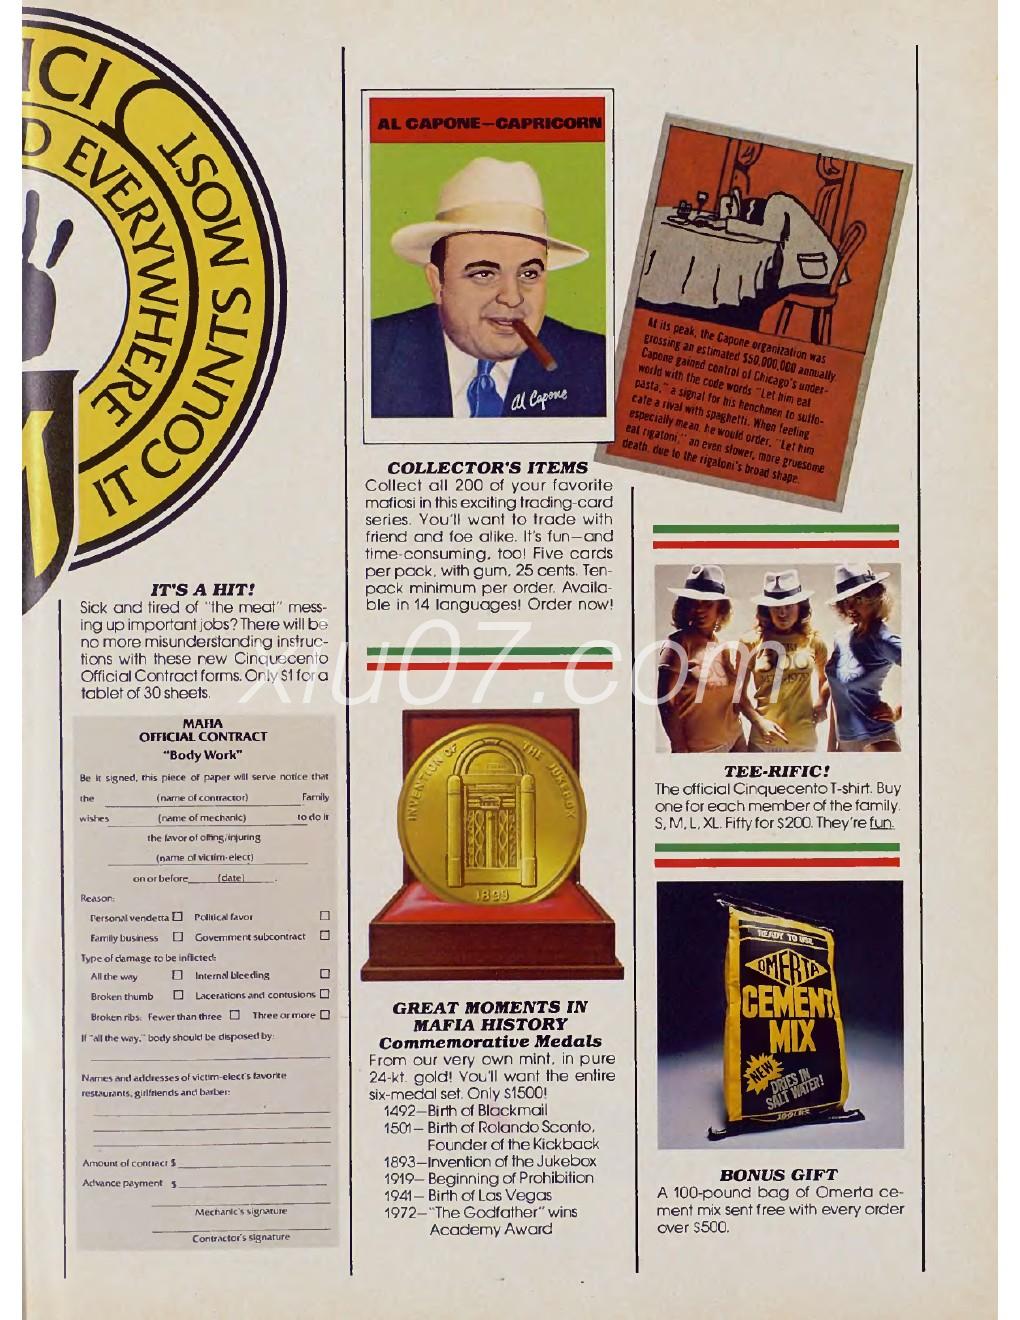 ICI
MOST
IT COUNTS
D EVERYWHERE
IT'S A HIT!
Sick and tired of "the meat" mess-
ing up important jobs? There will be
no more misunderstanding instruc-
tions with these new Cinquecento
Official Contract forms. Only $1 for a
tablet of 30 sheets.
MAFIA
OFFICIAL CONTRACT
"Body Work"
Be it signed, this piece of paper will serve notice that
the (name of contractor) Family
wishes (name of mechanic) to do it
the favor of offing/injuring
(name of victim-elect)
on or before (date) .
Reason:
Personal vendetta Political favor
Family business Government subcontract
Type of damage to be inflicted:
All the way Internal bleeding
Broken thumb Lacerations and contusions
Broken ribs: Fewer than three Three or more
If "all the way," body should be disposed by:
Names and addresses of victim-elect's favorite
restaurants, girlfriends and barber:
Amount of contract $
Advance payment $
Mechanic's signature
Contractor's signature
AL CAPONE—CAPRICORN
Al Capone
COLLECTOR'S ITEMS
Collect all 200 of your favorite
mafiosi in this exciting trading-card
series. You'll want to trade with
friend and foe alike. It's fun—and
time-consuming, too! Five cards
per pack, with gum, 25 cents. Ten-
pack minimum per order. Availa-
ble in 14 languages! Order now!
INVENTION OF THE JUKEBOX
1893
GREAT MOMENTS IN
MAFIA HISTORY
Commemorative Medals
From our very own mint, in pure
24-kt. gold! You'll want the entire
six-medal set. Only $1500!
1492—Birth of Blackmail
1501—Birth of Rolando Sconto,
Founder of the Kickback
1893—Invention of the Jukebox
1919—Beginning of Prohibition
1941—Birth of Las Vegas
1972—"The Godfather" wins
Academy Award
At its peak, the Capone organization was
grossing an estimated $50,000,000 annually.
Capone gained control of Chicago's under-
world with the code words "Let him eat
pasta," a signal for his henchmen to suffo-
cate a rival with spaghetti. When feeling
especially mean, he would order, "Let him
eat rigatoni," an even slower, more gruesome
death, due to the rigatoni's broad shape.
TEE-RIFIC!
The official Cinquecento T-shirt. Buy
one for each member of the family.
S, M, L, XL. Fifty for $200. They're fun.
READY TO USE
OMERTA
CEMENT
MIX
NEW
DRIES IN
SALT WATER!
100 LBS
BONUS GIFT
A 100-pound bag of Omerta ce-
ment mix sent free with every order
over $500.
xiu07.com